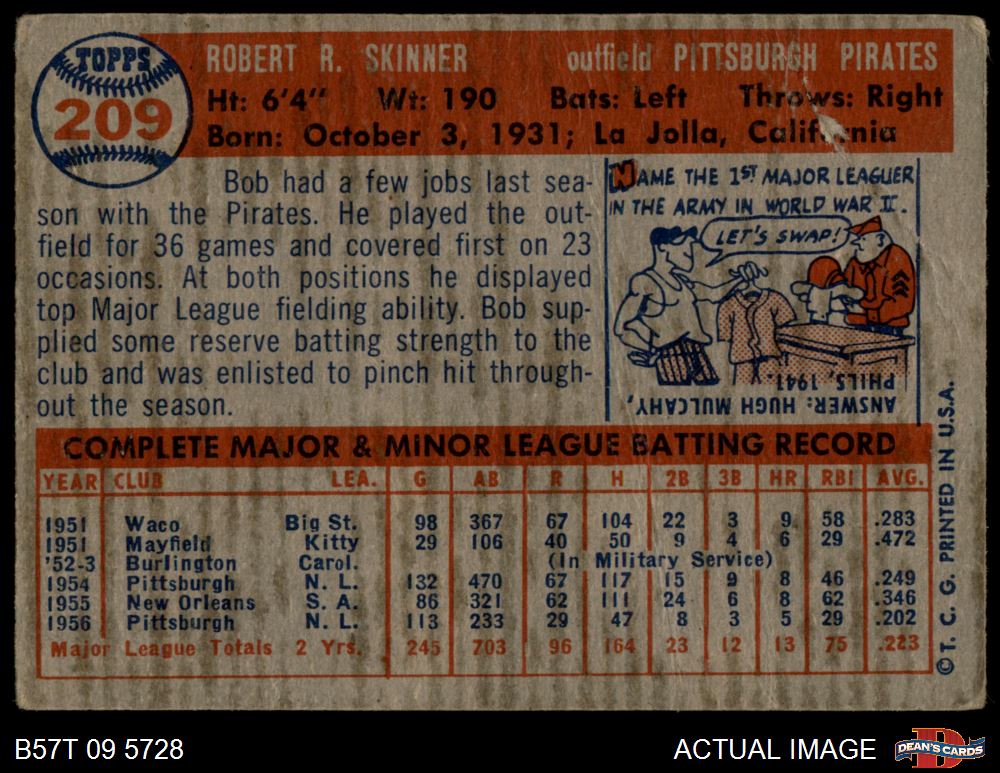 TOPPS
209
ROBERT R. SKINNER outfield PITTSBURGH PIRATES
Ht: 6'4" Wt: 190 Bats: Left Throws: Right
Born: October 3, 1931; La Jolla, California
Bob had a few jobs last sea-
son with the Pirates. He played the out-
field for 36 games and covered first on 23
occasions. At both positions he displayed
top Major League fielding ability. Bob sup-
plied some reserve batting strength to the
club and was enlisted to pinch hit through-
out the season.
NAME THE 1ST MAJOR LEAGUER
IN THE ARMY IN WORLD WAR II.
LET'S SWAP!
ANSWER: HUGH MULCAHY,
PHILS, 1941.
COMPLETE MAJOR & MINOR LEAGUE BATTING RECORD
YEAR CLUB LEA. G AB R H 2B 3B HR RBI AVG.
1951 Waco Big St. 98 367 67 104 22 3 9 58 .283
1951 Mayfield Kitty 29 106 40 50 9 4 6 29 .472
'52-3 Burlington Carol. (In Military Service)
1954 Pittsburgh N. L. 132 470 67 117 15 9 8 46 .249
1955 New Orleans S. A. 86 321 62 111 24 6 8 62 .346
1956 Pittsburgh N. L. 113 233 29 47 8 3 5 29 .202
Major League Totals 2 Yrs. 245 703 96 164 23 12 13 75 .223
© T. C. G. PRINTED IN U.S.A.
B57T 09 5728
ACTUAL IMAGE
D
DEAN'S CARDS